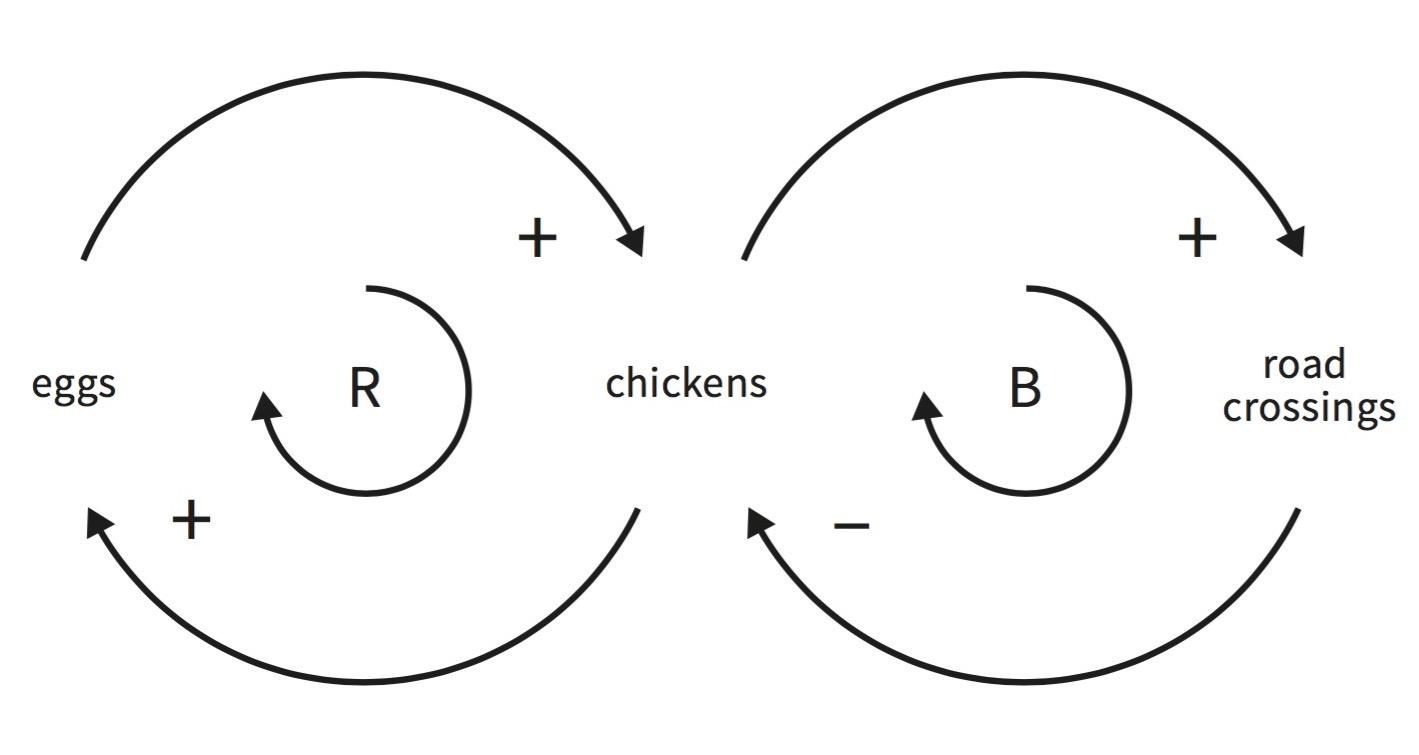 +
+
eggs
R
chickens
B
road
crossings
+
–